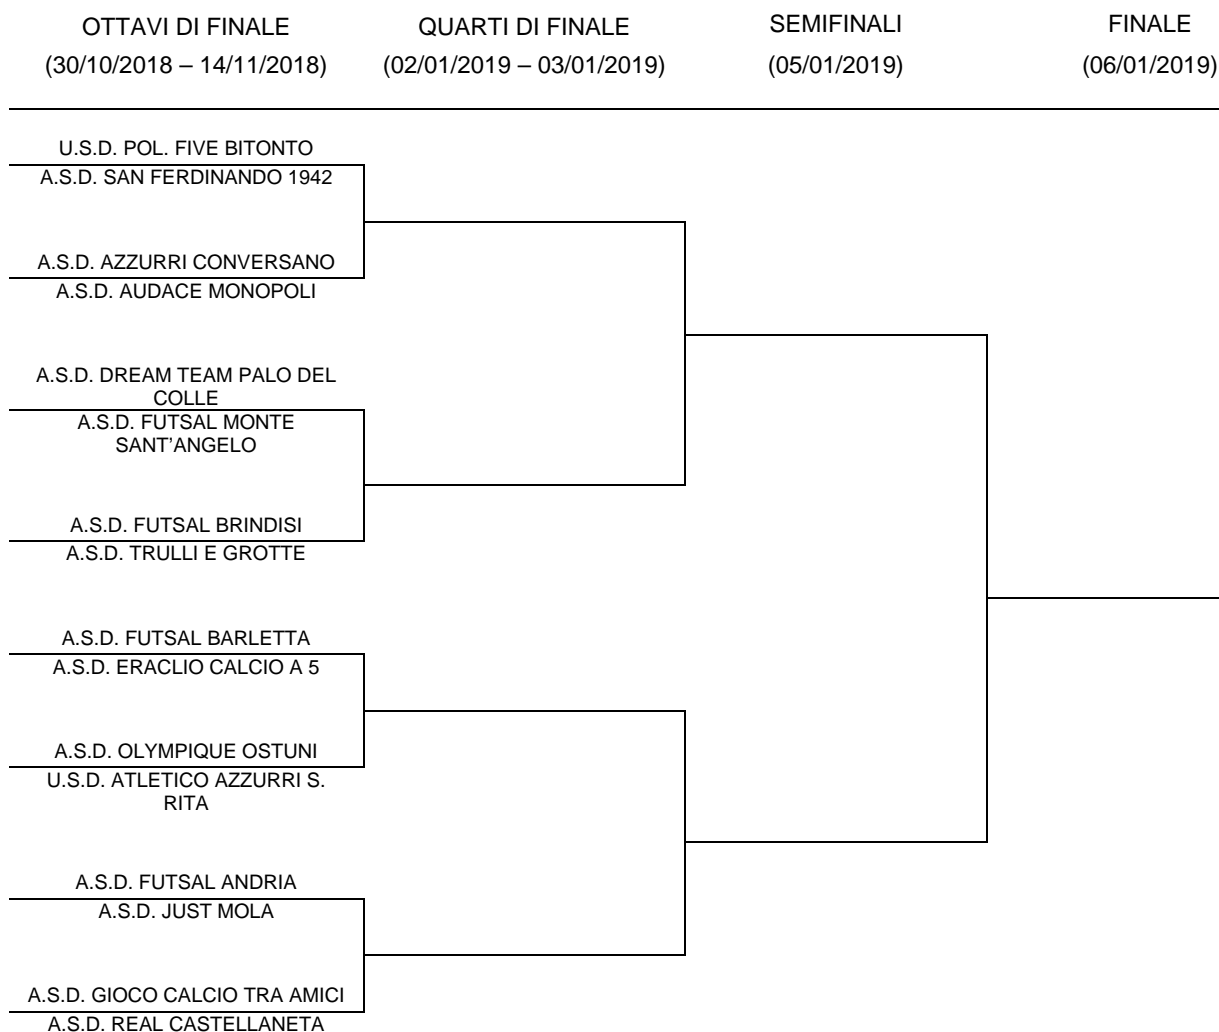 OTTAVI DI FINALE
(30/10/2018 – 14/11/2018)
QUARTI DI FINALE
(02/01/2019 – 03/01/2019)
SEMIFINALI
(05/01/2019)
FINALE
(06/01/2019)
U.S.D. POL. FIVE BITONTO
A.S.D. SAN FERDINANDO 1942
A.S.D. AZZURRI CONVERSANO
A.S.D. AUDACE MONOPOLI
A.S.D. DREAM TEAM PALO DEL
COLLE
A.S.D. FUTSAL MONTE
SANT’ANGELO
A.S.D. FUTSAL BRINDISI
A.S.D. TRULLI E GROTTE
A.S.D. FUTSAL BARLETTA
A.S.D. ERACLIO CALCIO A 5
A.S.D. OLYMPIQUE OSTUNI
U.S.D. ATLETICO AZZURRI S.
RITA
A.S.D. FUTSAL ANDRIA
A.S.D. JUST MOLA
A.S.D. GIOCO CALCIO TRA AMICI
A.S.D. REAL CASTELLANETA